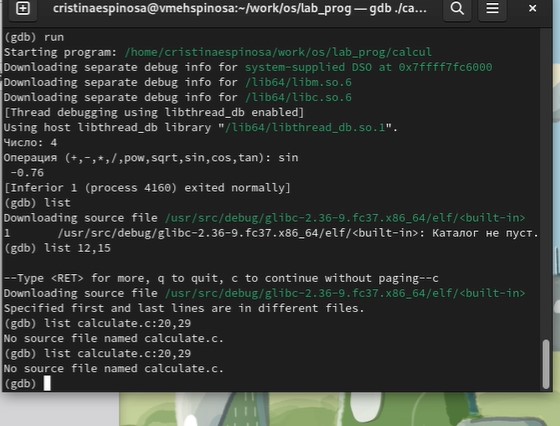 cristinaespinosa@vmehspinosa:~/work/os/lab_prog — gdb ./ca...
(gdb) run
Starting program: /home/cristinaespinosa/work/os/lab_prog/calcul
Downloading separate debug info for system-supplied DSO at 0x7ffff7fc6000
Downloading separate debug info for /lib64/libm.so.6
Downloading separate debug info for /lib64/libc.so.6
[Thread debugging using libthread_db enabled]
Using host libthread_db library "/lib64/libthread_db.so.1".
Число: 4
Операция (+,-,*,/,pow,sqrt,sin,cos,tan): sin
-0.76
[Inferior 1 (process 4160) exited normally]
(gdb) list
Downloading source file /usr/src/debug/glibc-2.36-9.fc37.x86_64/elf/<built-in>
1 /usr/src/debug/glibc-2.36-9.fc37.x86_64/elf/<built-in>: Каталог не пуст.
(gdb) list 12,15
--Type <RET> for more, q to quit, c to continue without paging--c
Downloading source file /usr/src/debug/glibc-2.36-9.fc37.x86_64/elf/<built-in>
Specified first and last lines are in different files.
(gdb) list calculate.c:20,29
No source file named calculate.c.
(gdb) list calculate.c:20,29
No source file named calculate.c.
(gdb)